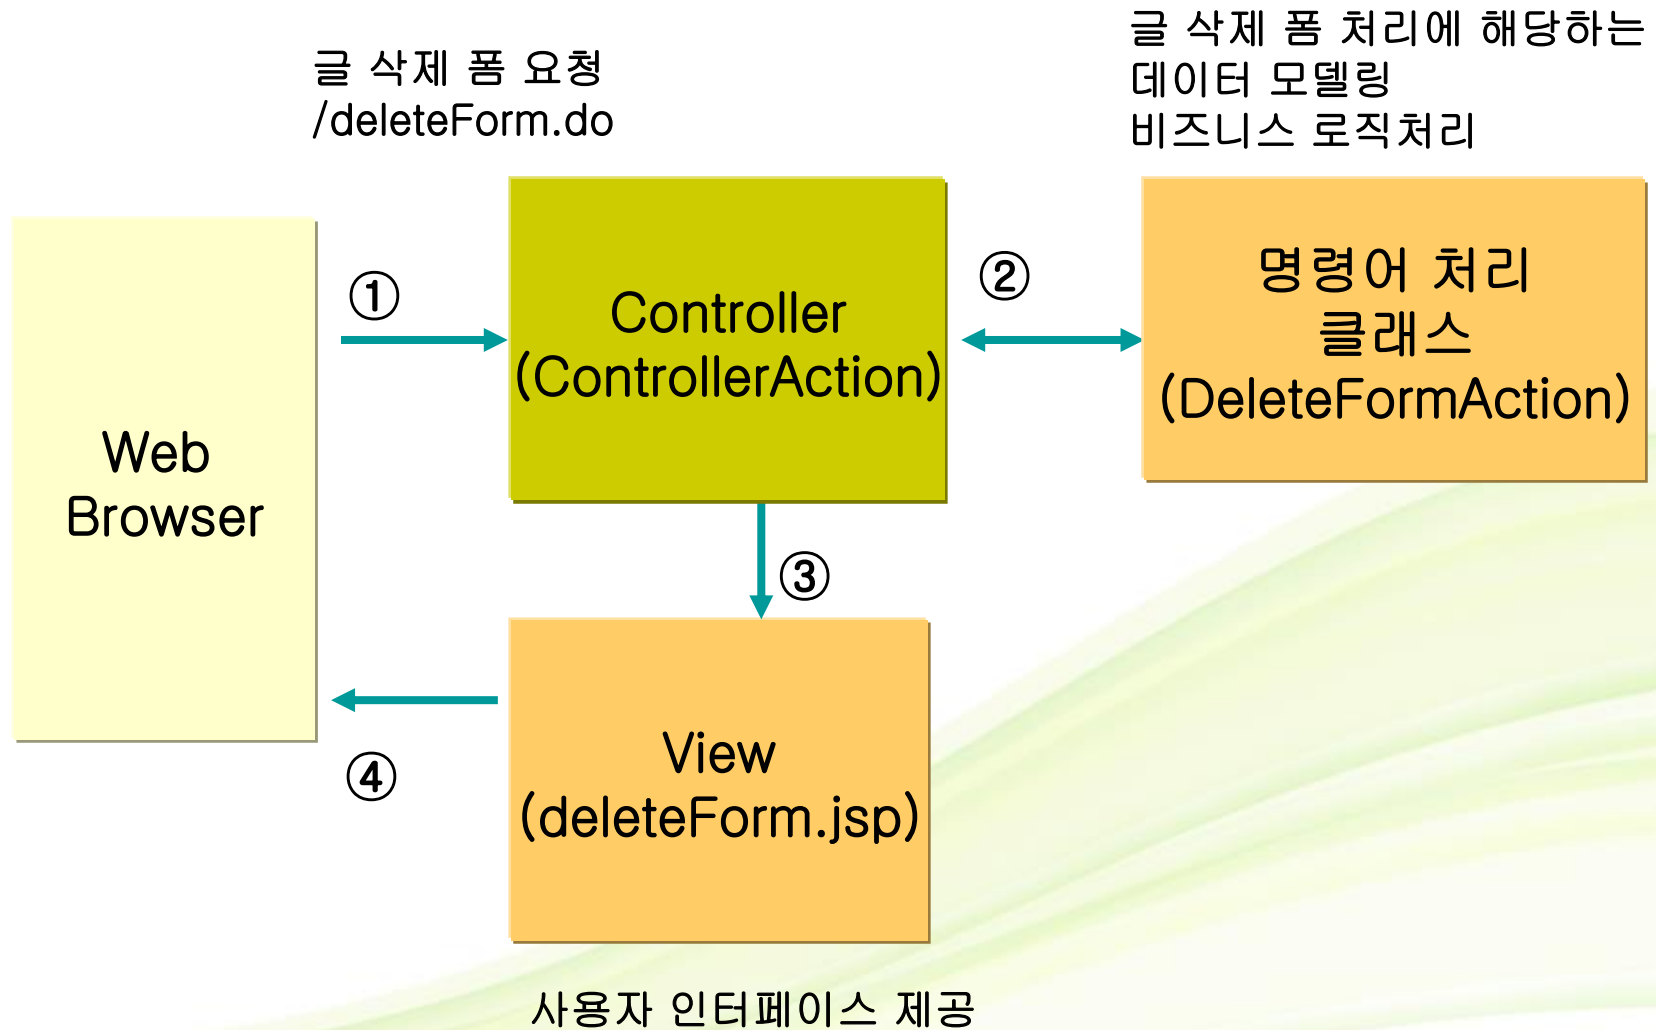 글 삭제 폼 요청
/deleteForm.do
글 삭제 폼 처리에 해당하는
데이터 모델링
비즈니스 로직처리
Web
Browser
①
Controller
(ControllerAction)
②
명령어 처리
클래스
(DeleteFormAction)
③
④
View
(deleteForm.jsp)
사용자 인터페이스 제공